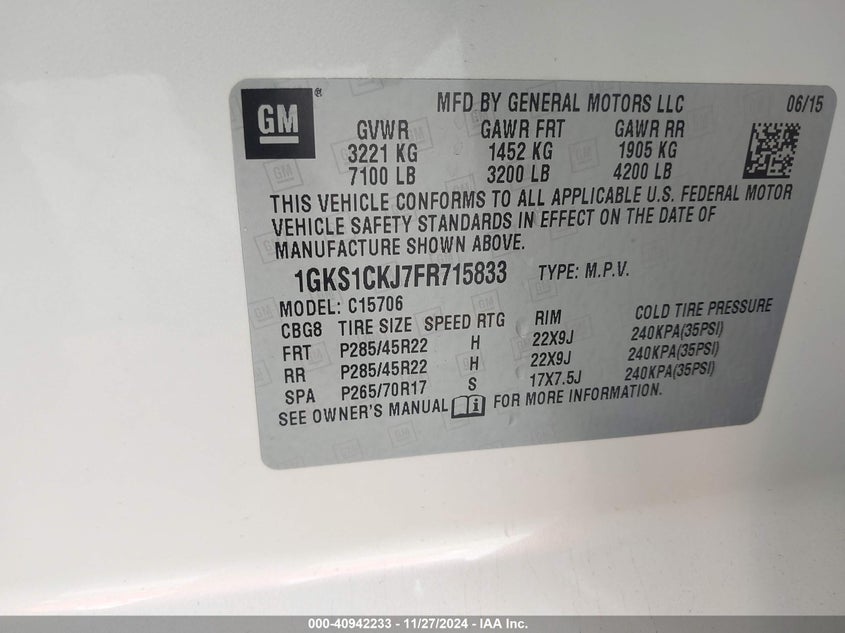 GM ® MFD BY GENERAL MOTORS LLC 06/15
GVWR GAWR FRT GAWR RR
3221 KG 1452 KG 1905 KG
7100 LB 3200 LB 4200 LB
THIS VEHICLE CONFORMS TO ALL APPLICABLE U.S. FEDERAL MOTOR
VEHICLE SAFETY STANDARDS IN EFFECT ON THE DATE OF
MANUFACTURE SHOWN ABOVE.
1GKS1CKJ7FR715833 TYPE: M.P.V.
MODEL: C15706
CBG8 TIRE SIZE SPEED RTG RIM COLD TIRE PRESSURE
FRT P285/45R22 H 22X9J 240KPA(35PSI)
RR P285/45R22 H 22X9J 240KPA(35PSI)
SPA P265/70R17 S 17X7.5J 240KPA(35PSI)
SEE OWNER'S MANUAL i FOR MORE INFORMATION.
000-40942233 - 11/27/2024 - IAA Inc.